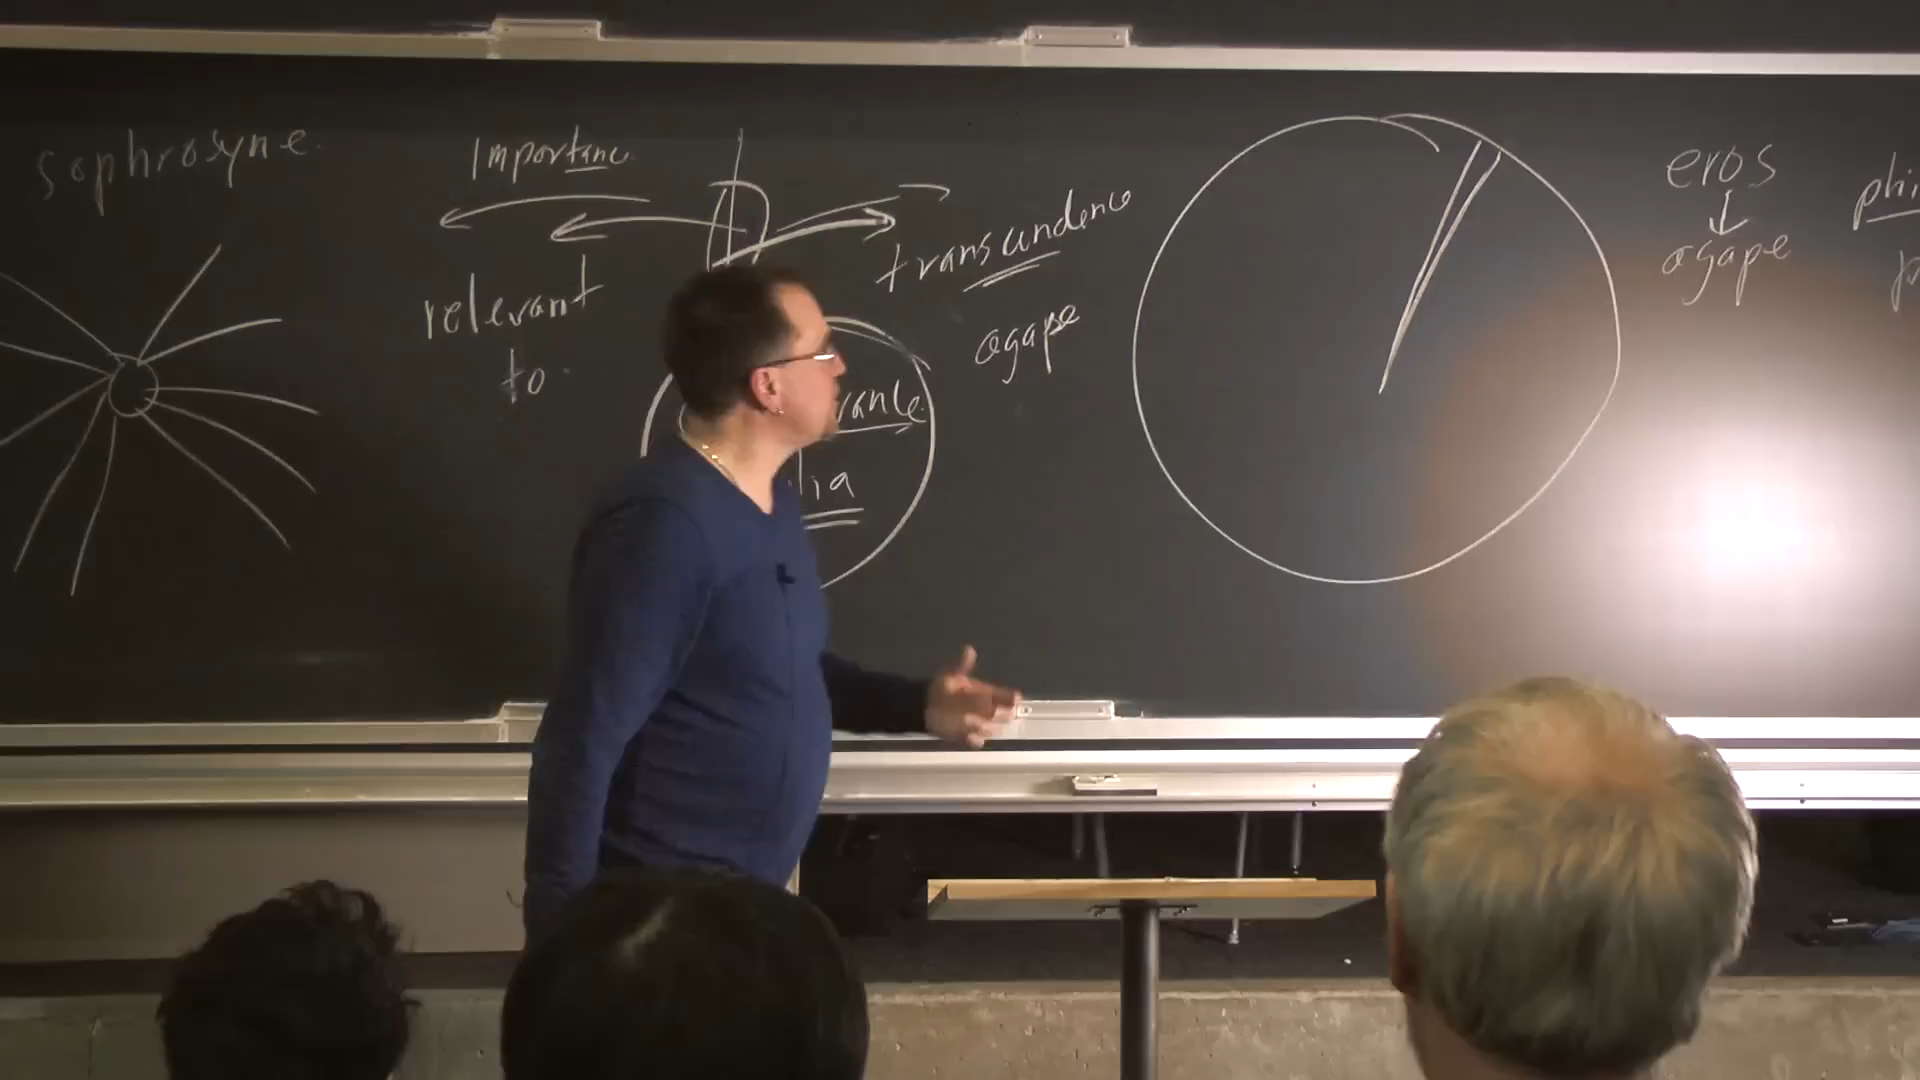 Sophrosyne
Importance
relevant
to
transcendence
agape
eros
agape